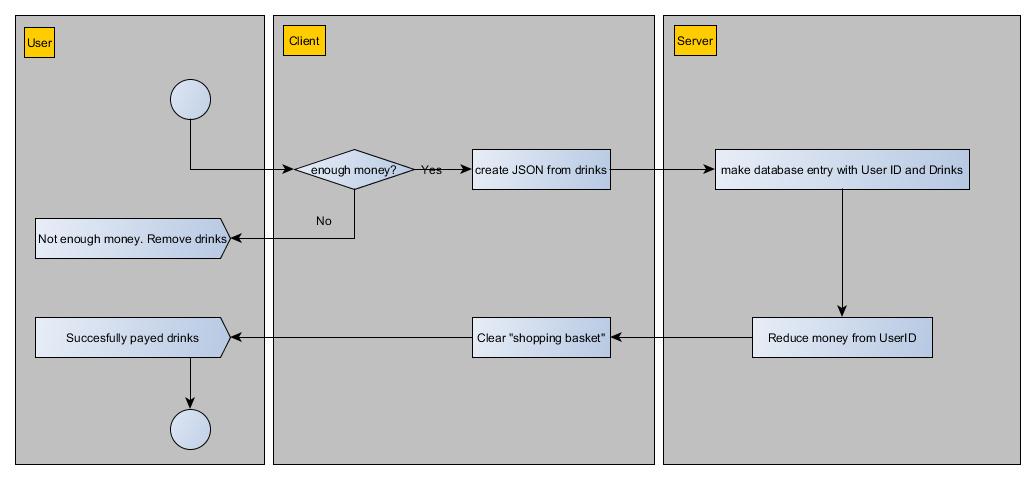 User
Client
Server
enough money?
Yes
create JSON from drinks
make database entry with User ID and Drinks
No
Not enough money. Remove drinks
Succesfully payed drinks
Clear "shopping basket"
Reduce money from UserID